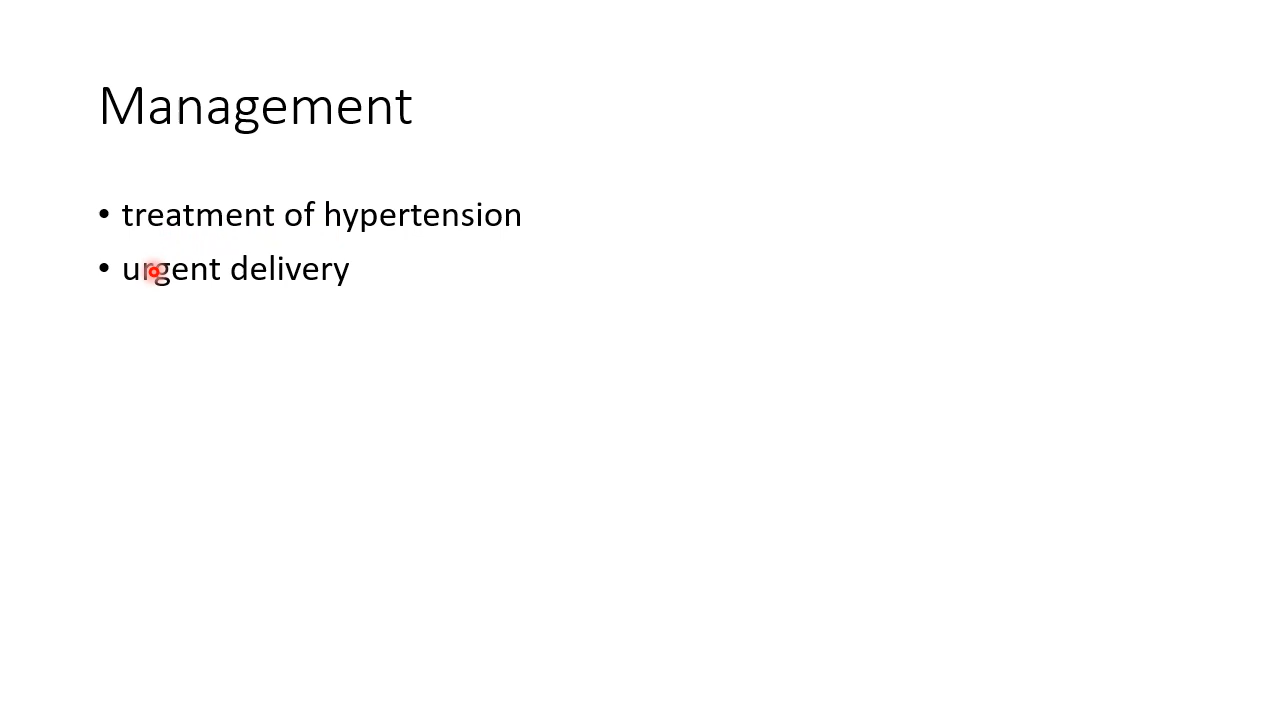 Management
• treatment of hypertension
• urgent delivery